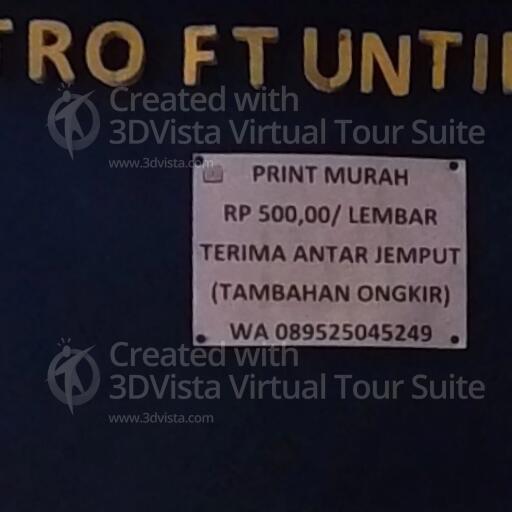 TRO FT UNTI
Created with
3DVista Virtual Tour Suite
www.3dvista.com
PRINT MURAH
RP 500,00/ LEMBAR
TERIMA ANTAR JEMPUT
(TAMBAHAN ONGKIR)
WA 089525045249
Created with
3DVista Virtual Tour Suite
www.3dvista.com